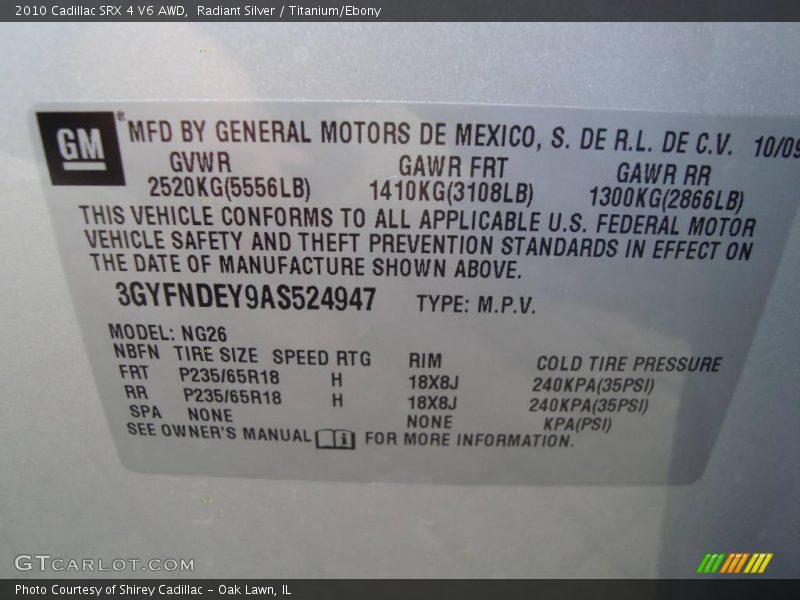 2010 Cadillac SRX 4 V6 AWD, Radiant Silver / Titanium/Ebony
GM ® MFD BY GENERAL MOTORS DE MEXICO, S. DE R.L. DE C.V. 10/09
GVWR GAWR FRT GAWR RR
2520KG(5556LB) 1410KG(3108LB) 1300KG(2866LB)
THIS VEHICLE CONFORMS TO ALL APPLICABLE U.S. FEDERAL MOTOR
VEHICLE SAFETY AND THEFT PREVENTION STANDARDS IN EFFECT ON
THE DATE OF MANUFACTURE SHOWN ABOVE.
3GYFNDEY9AS524947 TYPE: M.P.V.
MODEL: NG26
NBFN TIRE SIZE SPEED RTG RIM COLD TIRE PRESSURE
FRT P235/65R18 H 18X8J 240KPA(35PSI)
RR P235/65R18 H 18X8J 240KPA(35PSI)
SPA NONE NONE KPA(PSI)
SEE OWNER'S MANUAL i FOR MORE INFORMATION.
GTCARLOT.COM
Photo Courtesy of Shirey Cadillac - Oak Lawn, IL